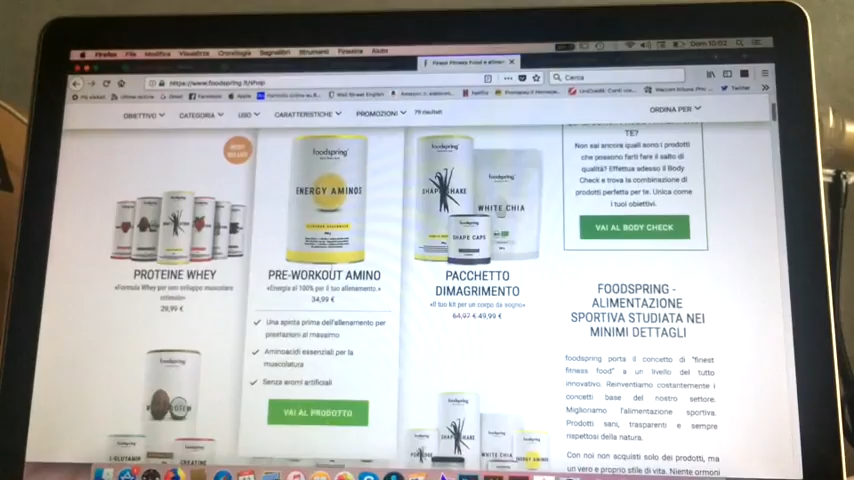 Firefox File Modifica Visualizza Cronologia Segnalibri Strumenti Finestra Aiuto
Dom 10:02
Finest Fitness Food e alimen
https://www.foodspring.it/shop
Cerca
Più visitati Ultime notizie Gmail Facebook Apple Wall Street English Netflix Twitter
OBIETTIVO CATEGORIA USO CARATTERISTICHE PROMOZIONI 79 risultati
ORDINA PER
BEST SELLER
foodspring
ENERGY AMINOS
foodspring
SHAPE SHAKE
foodspring
WHITE CHIA
foodspring
SHAPE CAPS
PROTEINE WHEY
«Formula Whey per uno sviluppo muscolare ottimale»
29,99 €
PRE-WORKOUT AMINO
«Energia al 100% per il tuo allenamento.»
34,99 €
Una spinta prima dell'allenamento per
prestazioni al massimo
Aminoacidi essenziali per la
muscolatura
Senza aromi artificiali
VAI AL PRODOTTO
PACCHETTO
DIMAGRIMENTO
«Il tuo kit per un corpo da sogno»
64,97 € 49,99 €
TE?
Non sai ancora quali sono i prodotti
che possono farti fare il salto di
qualità? Effettua adesso il Body
Check e trova la combinazione di
prodotti perfetta per te. Unica come
i tuoi obiettivi.
VAI AL BODY CHECK
FOODSPRING -
ALIMENTAZIONE
SPORTIVA STUDIATA NEI
MINIMI DETTAGLI
foodspring porta il concetto di "finest
fitness food" a un livello del tutto
innovativo. Reinventiamo costantemente i
concetti base del nostro settore.
Miglioriamo l'alimentazione sportiva.
Prodotti sani, trasparenti e sempre
rispettosi della natura.
Con noi non acquisti solo dei prodotti, ma
un vero e proprio stile di vita. Niente ormoni
foodspring
L-GLUTAMIN
CREATINE
foodspring
SHAPE SHAKE
WHITE CHIA
ENERGY AMINOS